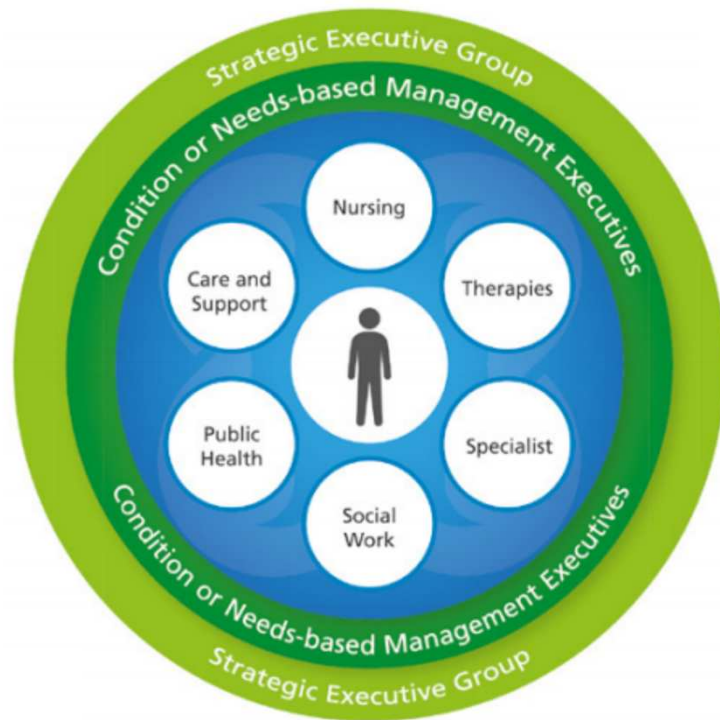 Strategic Executive Group
Condition or Needs-based Management Executives
Nursing
Care and
Support
Therapies
Public
Health
Specialist
Social
Work
Condition or Needs-based Management Executives
Strategic Executive Group